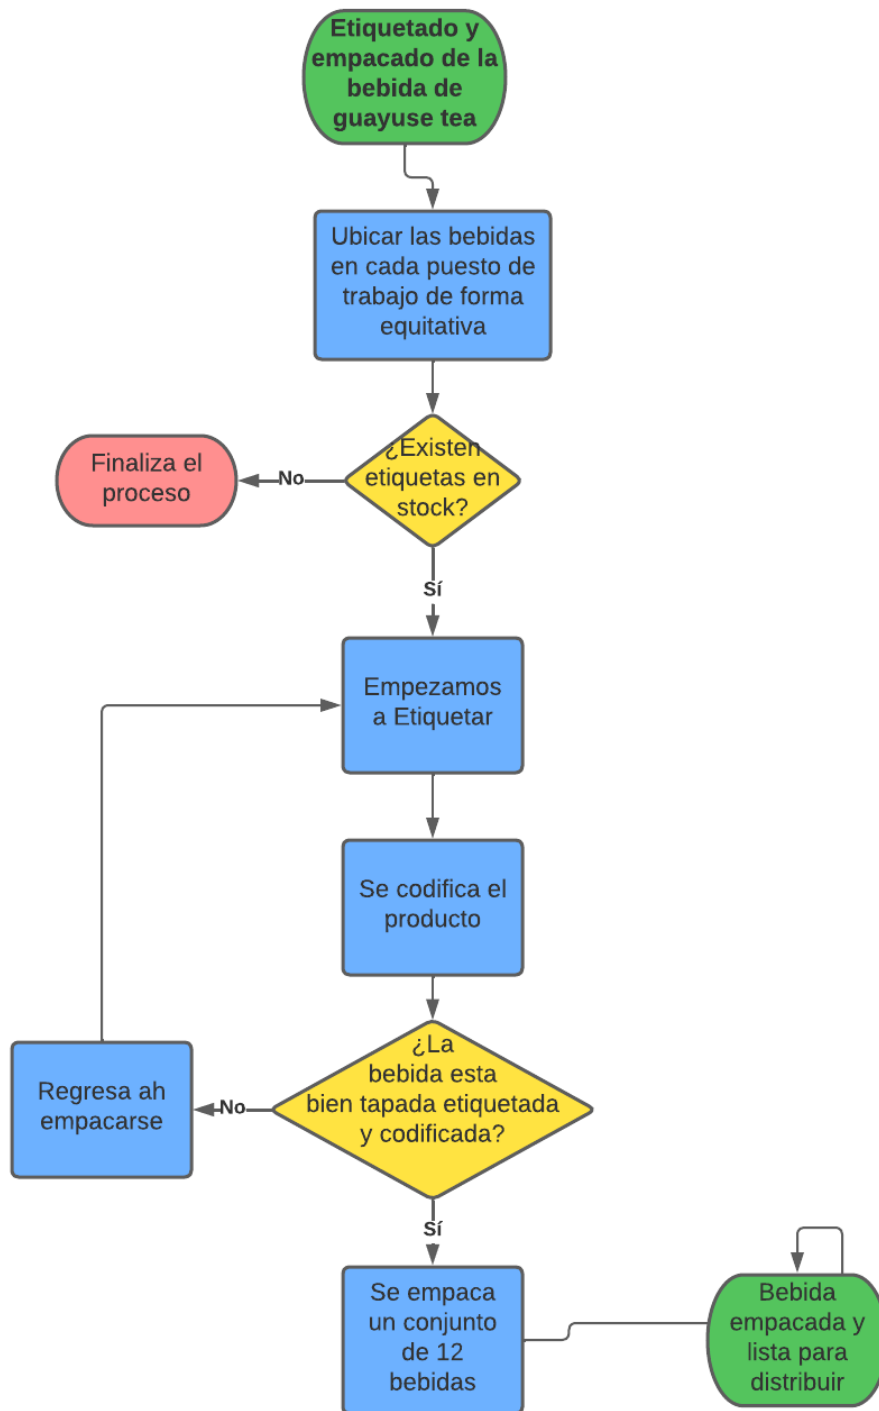 Etiquetado y
empacado de la
bebida de
guayuse tea
Ubicar las bebidas
en cada puesto de
trabajo de forma
equitativa
¿Existen
etiquetas en
stock?
No
Finaliza el
proceso
Sí
Empezamos
a Etiquetar
Se codifica el
producto
¿La
bebida esta
bien tapada etiquetada
y codificada?
No
Regresa ah
empacarse
Sí
Se empaca
un conjunto
de 12
bebidas
Bebida
empacada y
lista para
distribuir